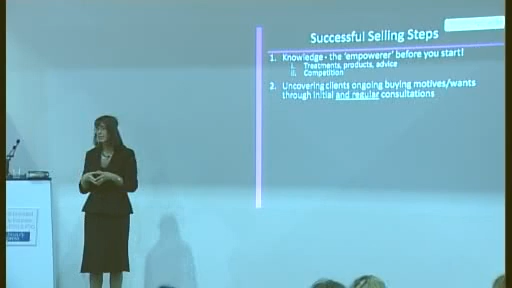 Successful Selling Steps
1. Knowledge - the 'empowerer' before you start!
i. Treatments, products, advice
ii. Competition
2. Uncovering clients ongoing buying motives/wants
through initial and regular consultations